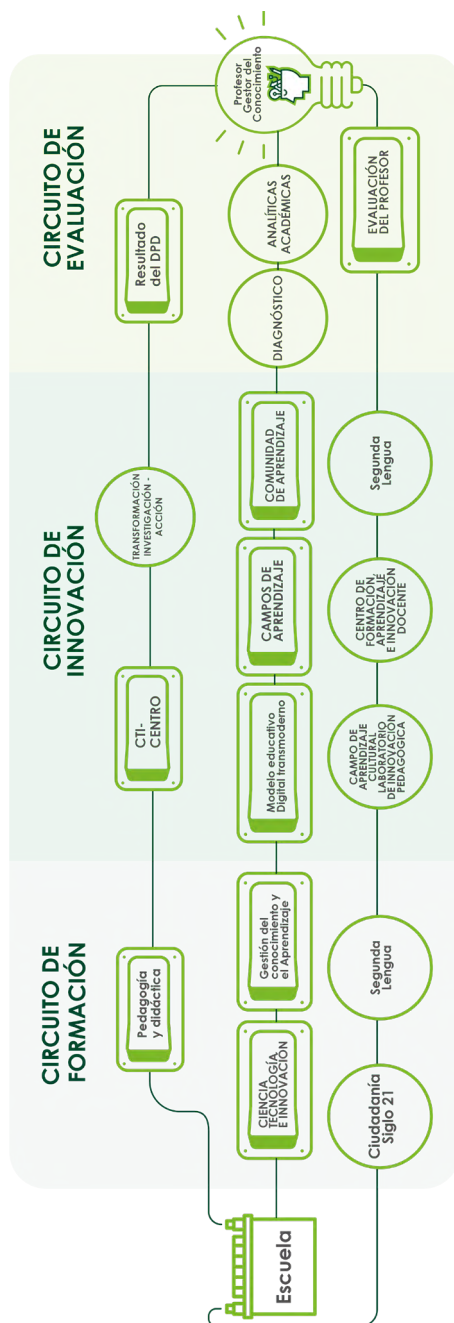 Escuela
CIRCUITO DE
FORMACIÓN
Pedagogía
y didáctica
CIENCIA
TECNOLOGÍA
E INNOVACIÓN
Gestión del
conocimiento y
el Aprendizaje
Ciudadanía
Siglo 21
Segunda
Lengua
CIRCUITO DE
INNOVACIÓN
CTI-
CENTRO
TRANSFORMACIÓN
INVESTIGACIÓN -
ACCIÓN
Modelo educativo
Digital transmoderno
CAMPOS DE
APRENDIZAJE
COMUNIDAD
DE APRENDIZAJE
CAMPO DE
APRENDIZAJE
CULTURAL
LABORATORIO
DE INNOVACIÓN
PEDAGÓGICA
CENTRO DE
FORMACIÓN,
APRENDIZAJE
E INNOVACIÓN
DOCENTE
Segunda
Lengua
CIRCUITO DE
EVALUACIÓN
Resultado
del DPD
DIAGNÓSTICO
ANALÍTICAS
ACADÉMICAS
EVALUACIÓN
DEL PROFESOR
Profesor
Gestor del
Conocimiento